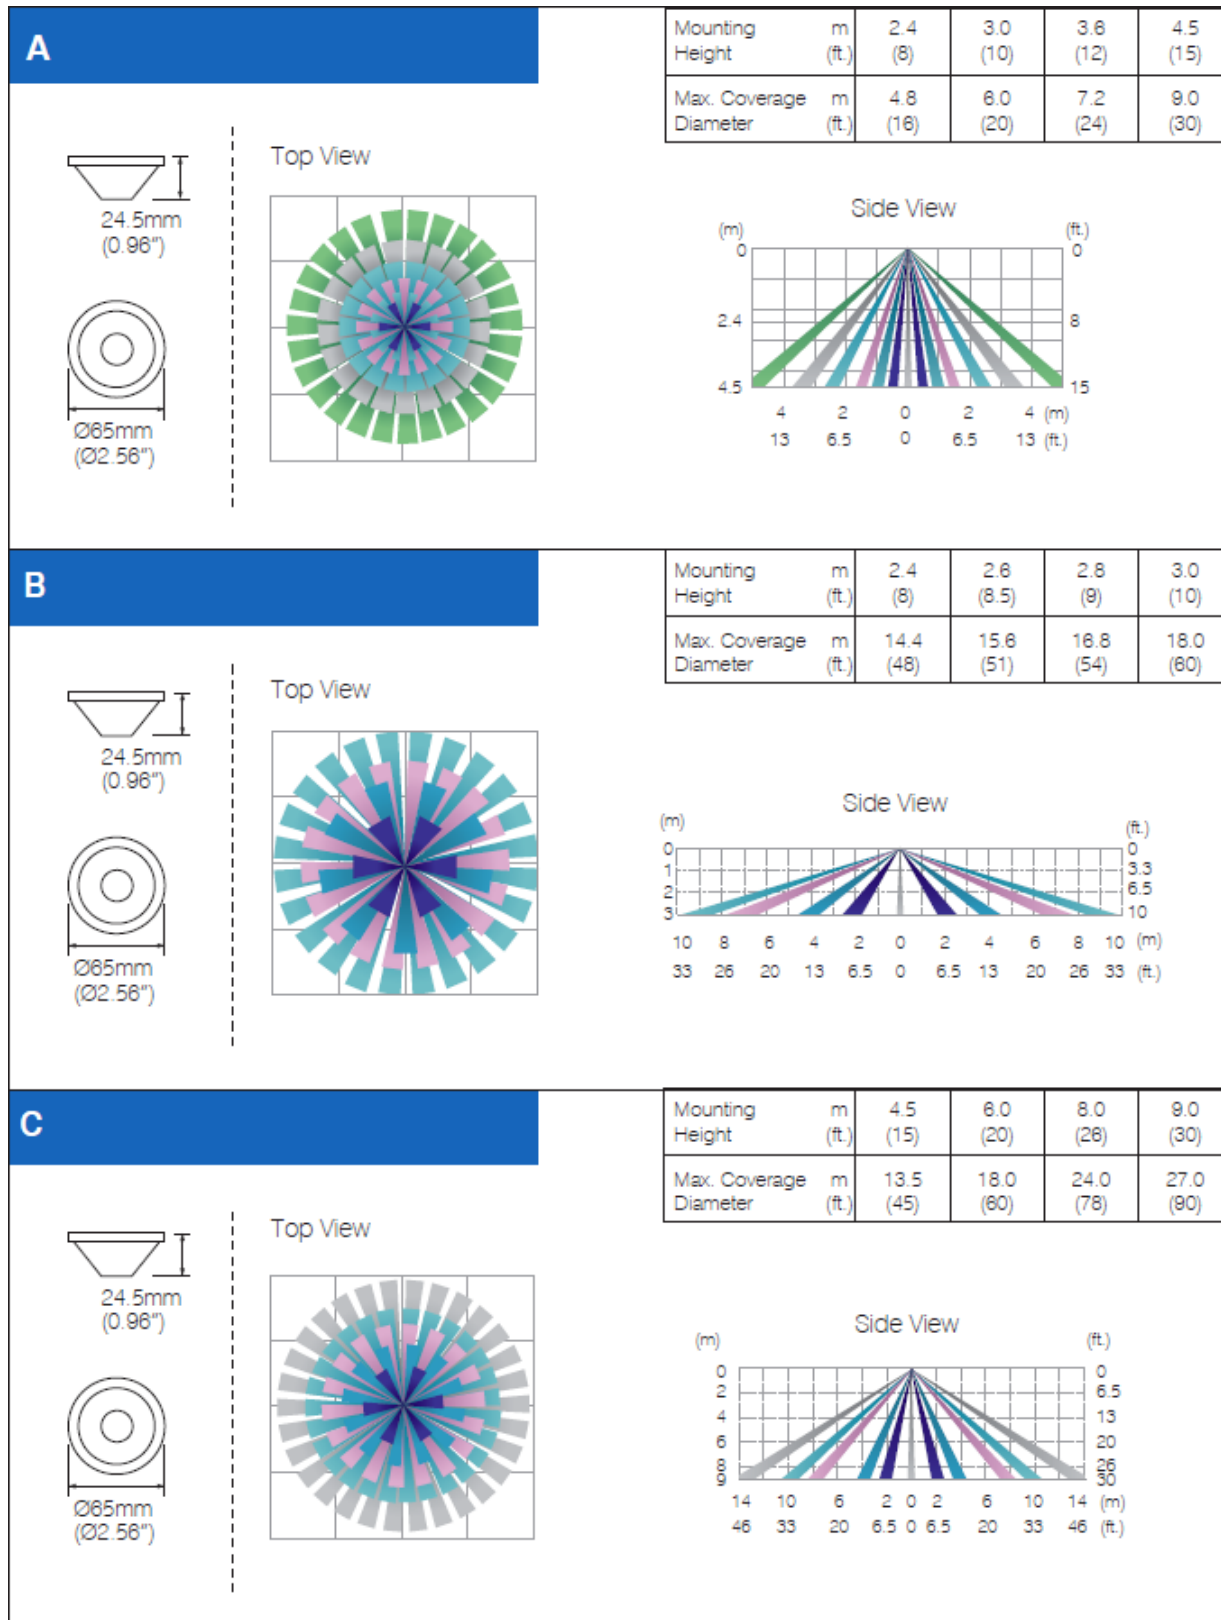 A
Mounting m 2.4 3.0 3.6 4.5
Height (ft.) (8) (10) (12) (15)
Max. Coverage m 4.8 6.0 7.2 9.0
Diameter (ft.) (16) (20) (24) (30)
24.5mm
(0.96")
Ø65mm
(Ø2.56")
Top View
Side View
(m) (ft.)
0 0
2.4 8
4.5 15
4 2 0 2 4 (m)
13 6.5 0 6.5 13 (ft.)
B
Mounting m 2.4 2.6 2.8 3.0
Height (ft.) (8) (8.5) (9) (10)
Max. Coverage m 14.4 15.6 16.8 18.0
Diameter (ft.) (48) (51) (54) (60)
24.5mm
(0.96")
Ø65mm
(Ø2.56")
Top View
Side View
(m) (ft.)
0 0
1 3.3
2 6.5
3 10
10 8 6 4 2 0 2 4 6 8 10 (m)
33 26 20 13 6.5 0 6.5 13 20 26 33 (ft.)
C
Mounting m 4.5 6.0 8.0 9.0
Height (ft.) (15) (20) (26) (30)
Max. Coverage m 13.5 18.0 24.0 27.0
Diameter (ft.) (45) (60) (78) (90)
24.5mm
(0.96")
Ø65mm
(Ø2.56")
Top View
Side View
(m) (ft.)
0 0
2 6.5
4 13
6 20
8 26
9 30
14 10 6 2 0 2 6 10 14 (m)
46 33 20 6.5 0 6.5 20 33 46 (ft.)